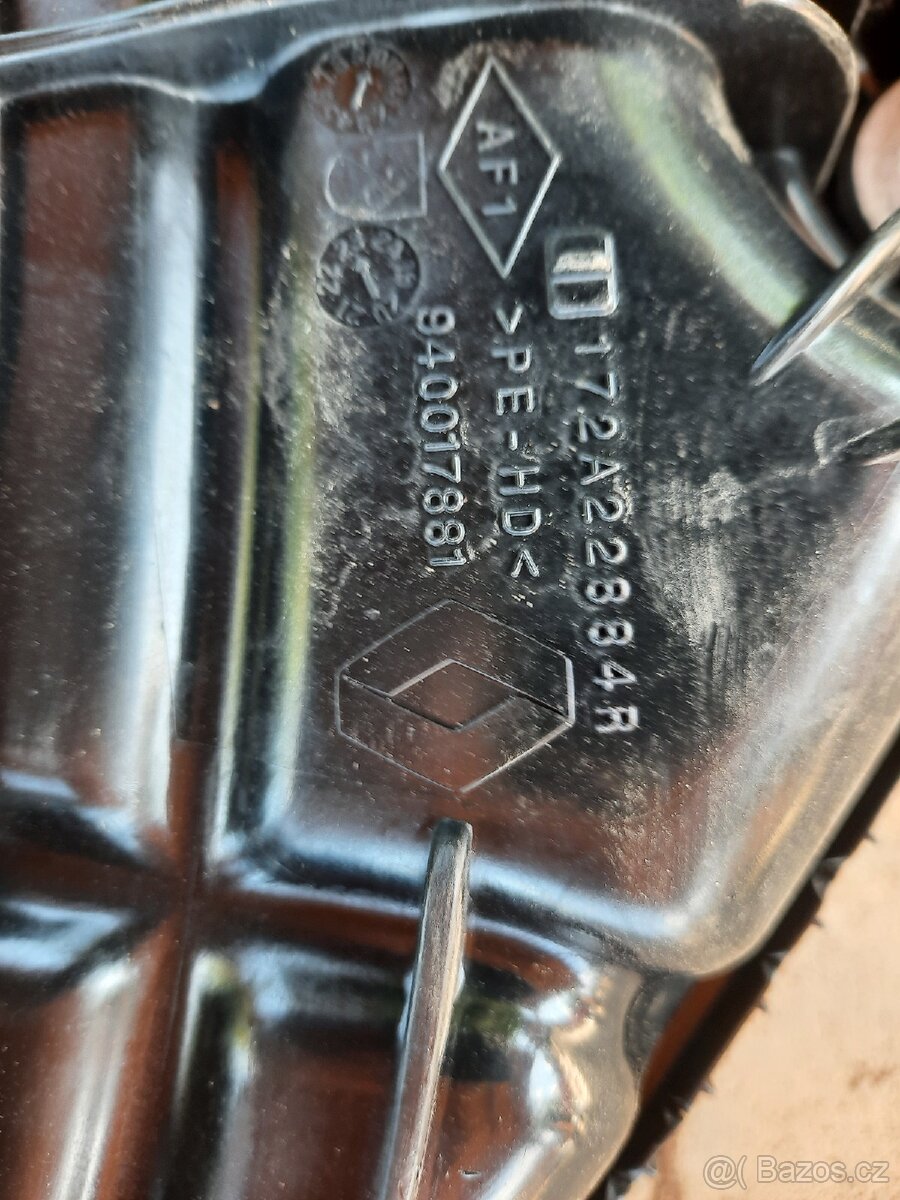 172A22884R
AF1
>PE-HD<
940017881
@( Bazos.cz